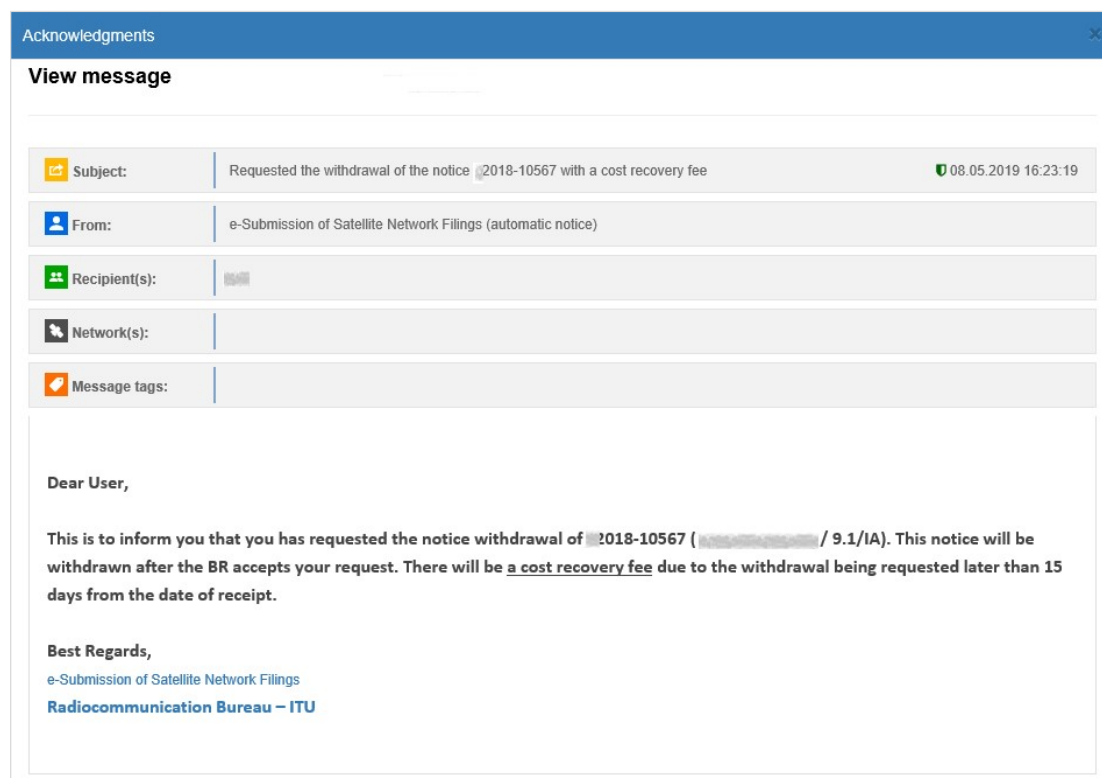 Acknowledgments ×
View message
Subject: Requested the withdrawal of the notice 2018-10567 with a cost recovery fee 08.05.2019 16:23:19
From: e-Submission of Satellite Network Filings (automatic notice)
Recipient(s):
Network(s):
Message tags:
Dear User,
This is to inform you that you has requested the notice withdrawal of 2018-10567 ( / 9.1/IA). This notice will be
withdrawn after the BR accepts your request. There will be a cost recovery fee due to the withdrawal being requested later than 15
days from the date of receipt.
Best Regards,
e-Submission of Satellite Network Filings
Radiocommunication Bureau – ITU